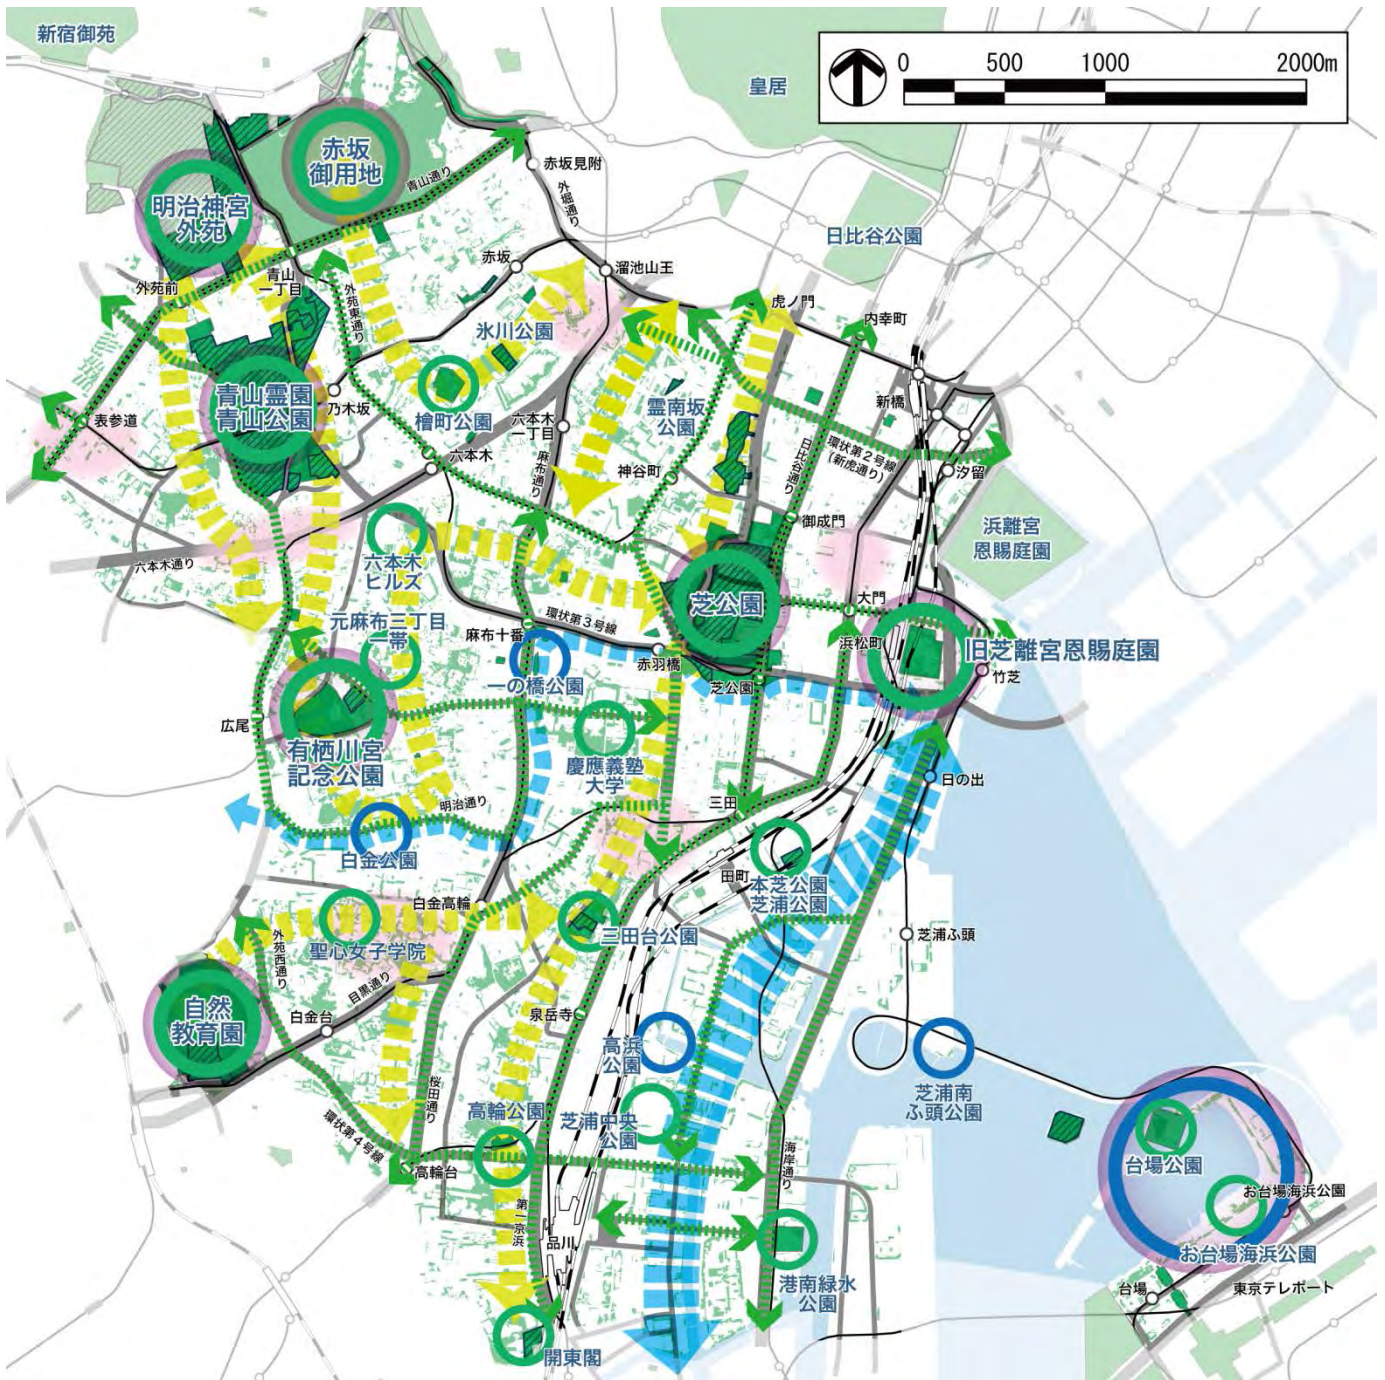 新宿御苑
皇居
0
500
1000
2000m
赤坂
御用地
青山通り
赤坂見附
外堀通り
明治神宮
外苑
日比谷公園
外苑前
青山
一丁目
外苑東通り
赤坂
溜池山王
虎ノ門
内幸町
氷川公園
青山霊園
青山公園
乃木坂
檜町公園
六本木
一丁目
麻布通り
霊南坂
公園
新橋
表参道
六本木
神谷町
日比谷通り
環状第2号線
(新虎通り)
汐留
御成門
浜離宮
恩賜庭園
六本木通り
六本木
ヒルズ
元麻布三丁目
一帯
麻布十番
環状第3号線
芝公園
大門
浜松町
旧芝離宮恩賜庭園
竹芝
赤羽橋
一の橋公園
芝公園
広尾
有栖川宮
記念公園
慶應義塾
大学
日の出
明治通り
三田
白金公園
田町
本芝公園
芝浦公園
白金高輪
三田台公園
芝浦ふ頭
外苑西通り
聖心女子学院
目黒通り
自然
教育園
白金台
泉岳寺
高浜
公園
芝浦南
ふ頭公園
桜田通り
高輪公園
芝浦中央
公園
環状第4号線
高輪台
海岸通り
台場公園
お台場海浜公園
第一京浜
品川
お台場海浜公園
港南緑水
公園
台場
東京テレポート
開東閣